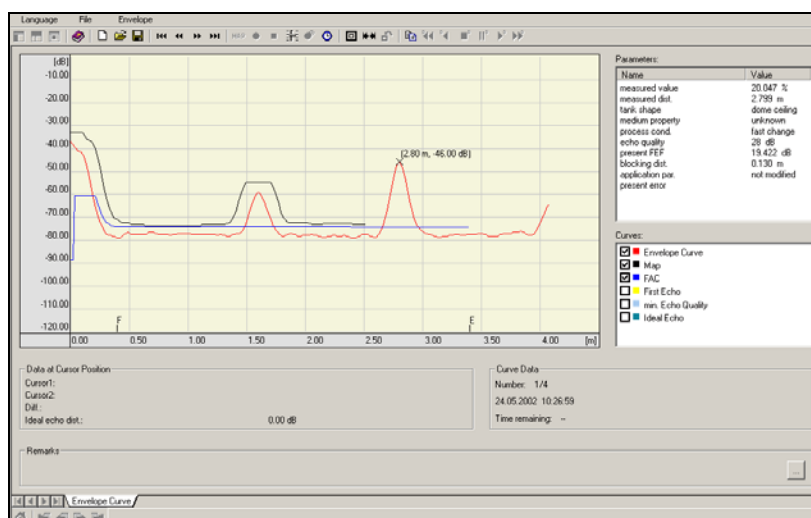 Language File Envelope
MAP
[dB]
-10.00
-20.00
-30.00
-40.00
-50.00
-60.00
-70.00
-80.00
-90.00
-100.00
-110.00
-120.00
(2.80 m, -46.00 dB)
F
E
0.00 0.50 1.00 1.50 2.00 2.50 3.00 3.50 4.00 [m]
Parameters:
Name Value
measured value 20.047 %
measured dist. 2.799 m
tank shape dome ceiling
medium property unknown
process cond. fast change
echo quality 28 dB
present FEF 19.422 dB
blocking dist. 0.130 m
application par. not modified
present error
Curves:
Envelope Curve
Map
FAC
First Echo
min. Echo Quality
Ideal Echo
Data at Cursor Position
Cursor1:
Cursor2:
Diff.:
Ideal echo dist.: 0.00 dB
Curve Data
Number: 1/4
24.05.2002 10:26:59
Time remaining: --
Remarks
...
Envelope Curve